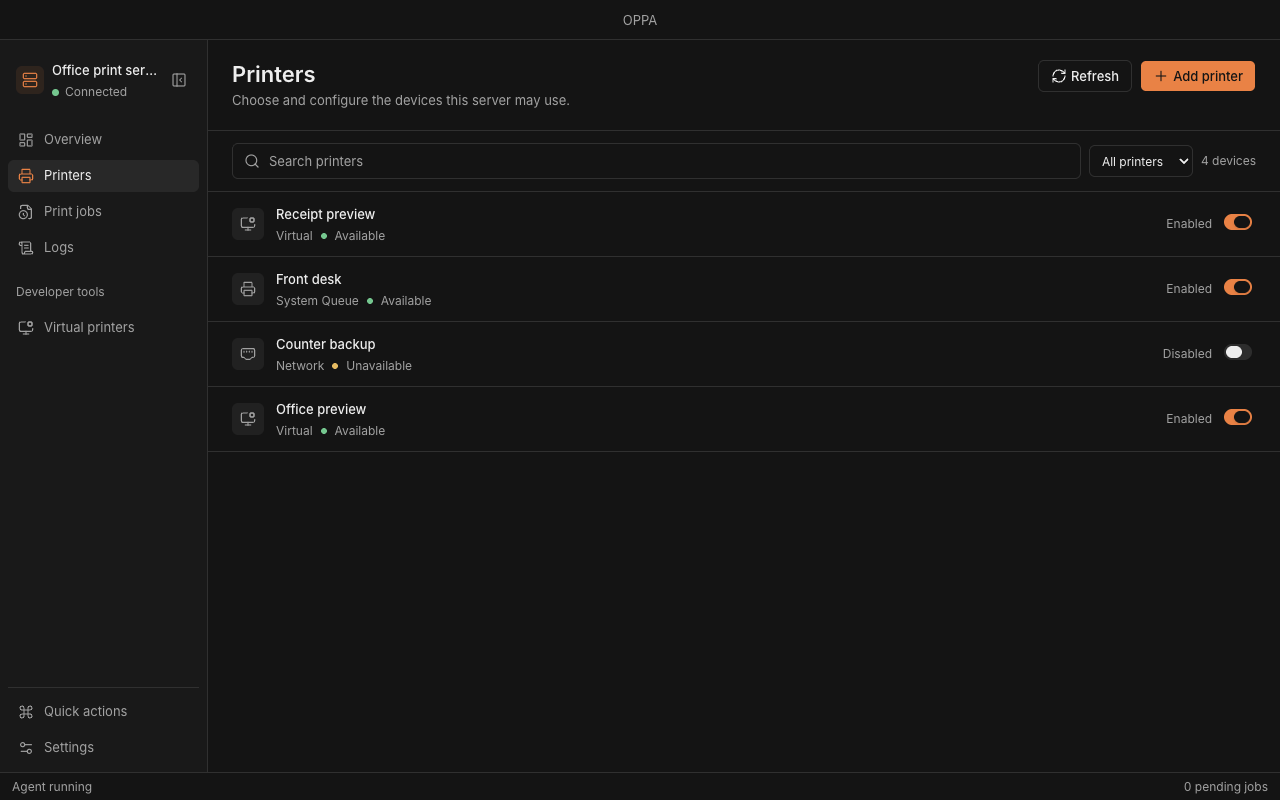 OPPA
Office print ser...
Connected
Overview
Printers
Print jobs
Logs
Developer tools
Virtual printers
Quick actions
Settings
Printers
Choose and configure the devices this server may use.
Refresh
Add printer
Search printers
All printers
4 devices
Receipt preview
Virtual Available
Enabled
Front desk
System Queue Available
Enabled
Counter backup
Network Unavailable
Disabled
Office preview
Virtual Available
Enabled
Agent running
0 pending jobs